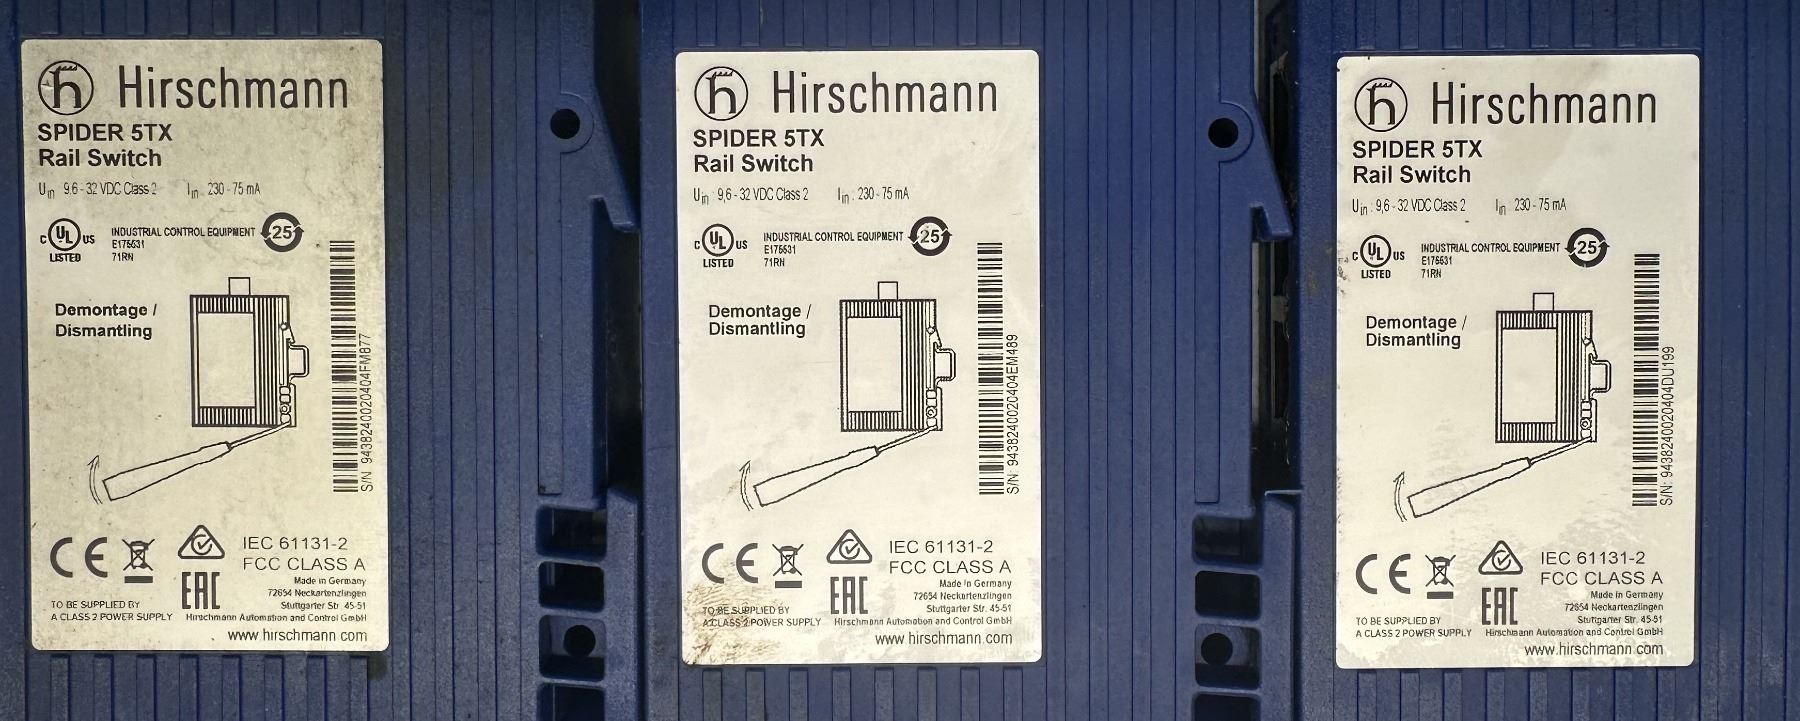 Hirschmann
SPIDER 5TX
Rail Switch
Uin 9,6 - 32 VDC Class 2 Iin 230 - 75 mA
C UL US
LISTED
INDUSTRIAL CONTROL EQUIPMENT
E175531
71RN
25
Demontage /
Dismantling
S/N 943824002040​4FM877
CE
IEC 61131-2
FCC CLASS A
EAC
Made in Germany
72654 Neckartenzlingen
Stuttgarter Str. 45-51
Hirschmann Automation and Control GmbH
TO BE SUPPLIED BY
A CLASS 2 POWER SUPPLY
www.hirschmann.com
Hirschmann
SPIDER 5TX
Rail Switch
Uin : 9,6 - 32 VDC Class 2 Iin : 230 - 75 mA
C UL US
LISTED
INDUSTRIAL CONTROL EQUIPMENT
E175531
71RN
25
Demontage /
Dismantling
S/N: 9438240020404EM489
CE
IEC 61131-2
FCC CLASS A
EAC
Made in Germany
72654 Neckartenzlingen
Stuttgarter Str. 45-51
Hirschmann Automation and Control GmbH
TO BE SUPPLIED BY
A CLASS 2 POWER SUPPLY
www.hirschmann.com
Hirschmann
SPIDER 5TX
Rail Switch
Uin : 9,6 - 32 VDC Class 2 Iin 230 - 75 mA
C UL US
LISTED
INDUSTRIAL CONTROL EQUIPMENT
E175531
71RN
25
Demontage /
Dismantling
S/N: 9438240020404DU199
CE
IEC 61131-2
FCC CLASS A
EAC
Made in Germany
72654 Neckartenzlingen
Stuttgarter Str. 45-51
Hirschmann Automation and Control GmbH
TO BE SUPPLIED BY
A CLASS 2 POWER SUPPLY
www.hirschmann.com